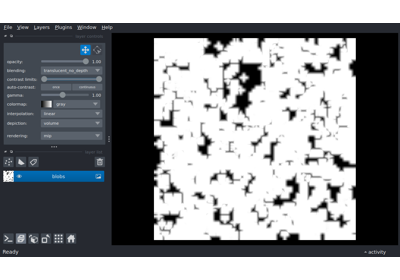 File View Layers Plugins Window Help
opacity: 1.00
blending: translucent_no_depth
contrast limits:
auto-contrast: once continuous
gamma: 1.00
colormap: gray
interpolation: linear
depiction: volume
rendering: mip
blobs
Ready
activity